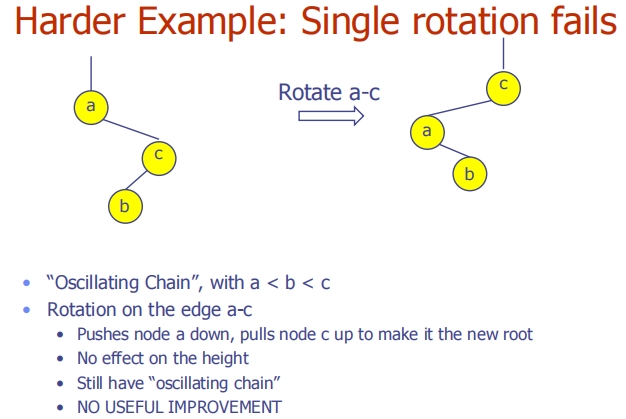 Harder Example: Single rotation fails
a
c
b
Rotate a-c
c
a
b
• “Oscillating Chain”, with a < b < c
• Rotation on the edge a-c
• Pushes node a down, pulls node c up to make it the new root
• No effect on the height
• Still have “oscillating chain”
• NO USEFUL IMPROVEMENT